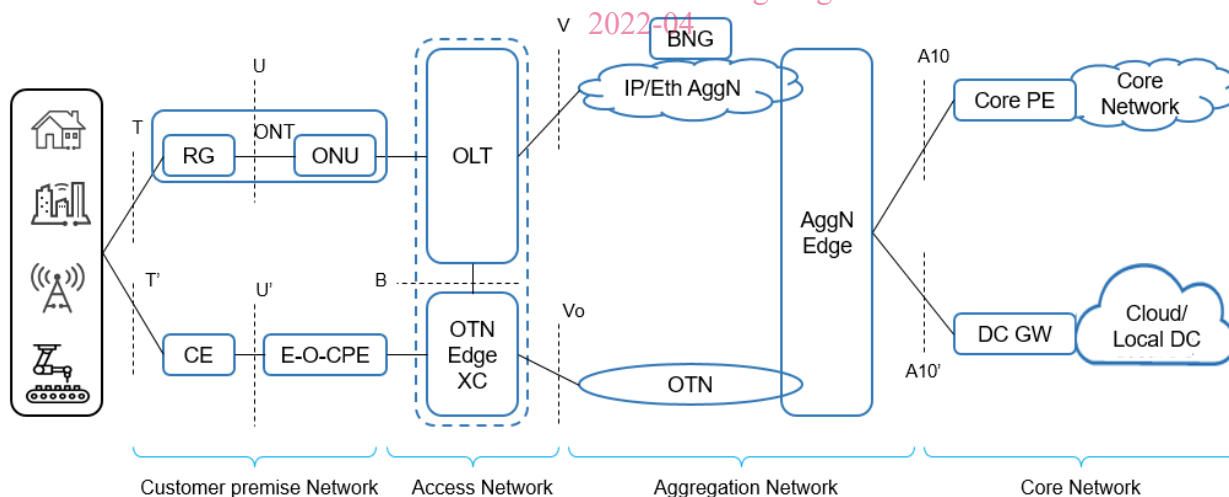 2022-04
V
BNG
U
A10
IP/Eth AggN
Core PE
Core
Network
T
ONT
RG
ONU
OLT
AggN
Edge
T’
U’
B
Vo
OTN
Edge
XC
CE
E-O-CPE
OTN
DC GW
Cloud/
Local DC
A10’
Customer premise Network
Access Network
Aggregation Network
Core Network